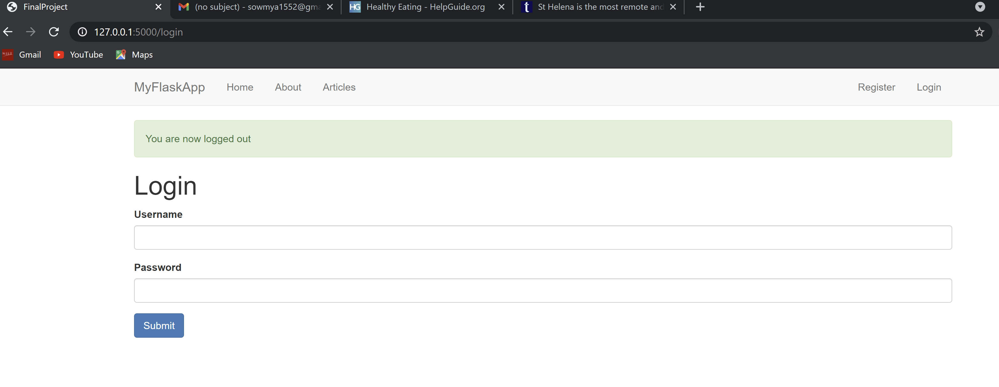 FinalProject (no subject) - sowmya1552@gma Healthy Eating - HelpGuide.org St Helena is the most remote and
127.0.0.1:5000/login
Gmail YouTube Maps
MyFlaskApp Home About Articles Register Login
You are now logged out
Login
Username
Password
Submit